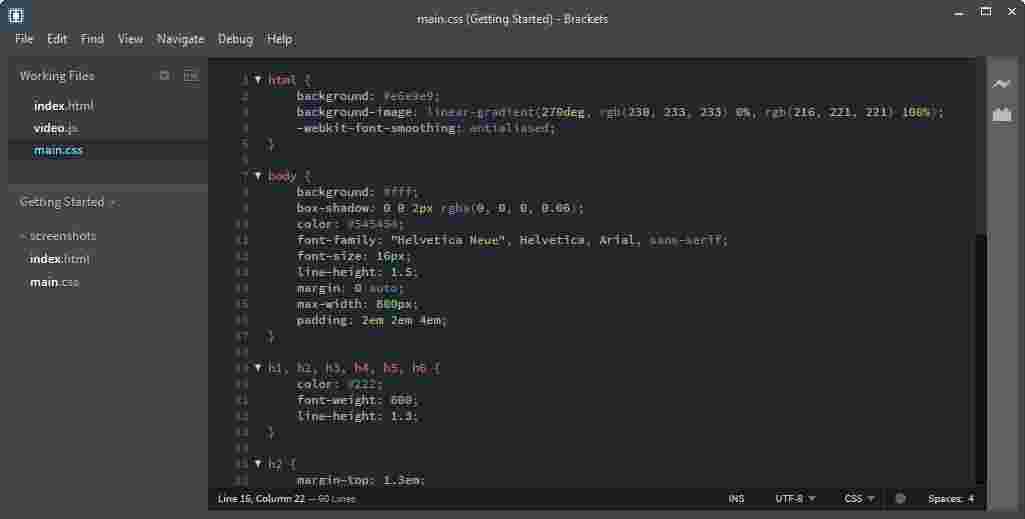 main.css (Getting Started) - Brackets
File Edit Find View Navigate Debug Help
Working Files
index.html
video.js
main.css
Getting Started
screenshots
index.html
main.css
1 html {
2 background: #e6e9e9;
3 background-image: linear-gradient(270deg, rgb(230, 233, 233) 0%, rgb(216, 221, 221) 100%);
4 -webkit-font-smoothing: antialiased;
5 }
6
7 body {
8 background: #fff;
9 box-shadow: 0 0 2px rgba(0, 0, 0, 0.06);
10 color: #545454;
11 font-family: "Helvetica Neue", Helvetica, Arial, sans-serif;
12 font-size: 16px;
13 line-height: 1.5;
14 margin: 0 auto;
15 max-width: 800px;
16 padding: 2em 2em 4em;
17 }
18
19 h1, h2, h3, h4, h5, h6 {
20 color: #222;
21 font-weight: 600;
22 line-height: 1.3;
23 }
24
25 h2 {
26 margin-top: 1.3em;
Line 16, Column 22 — 60 Lines INS UTF-8 CSS Spaces: 4